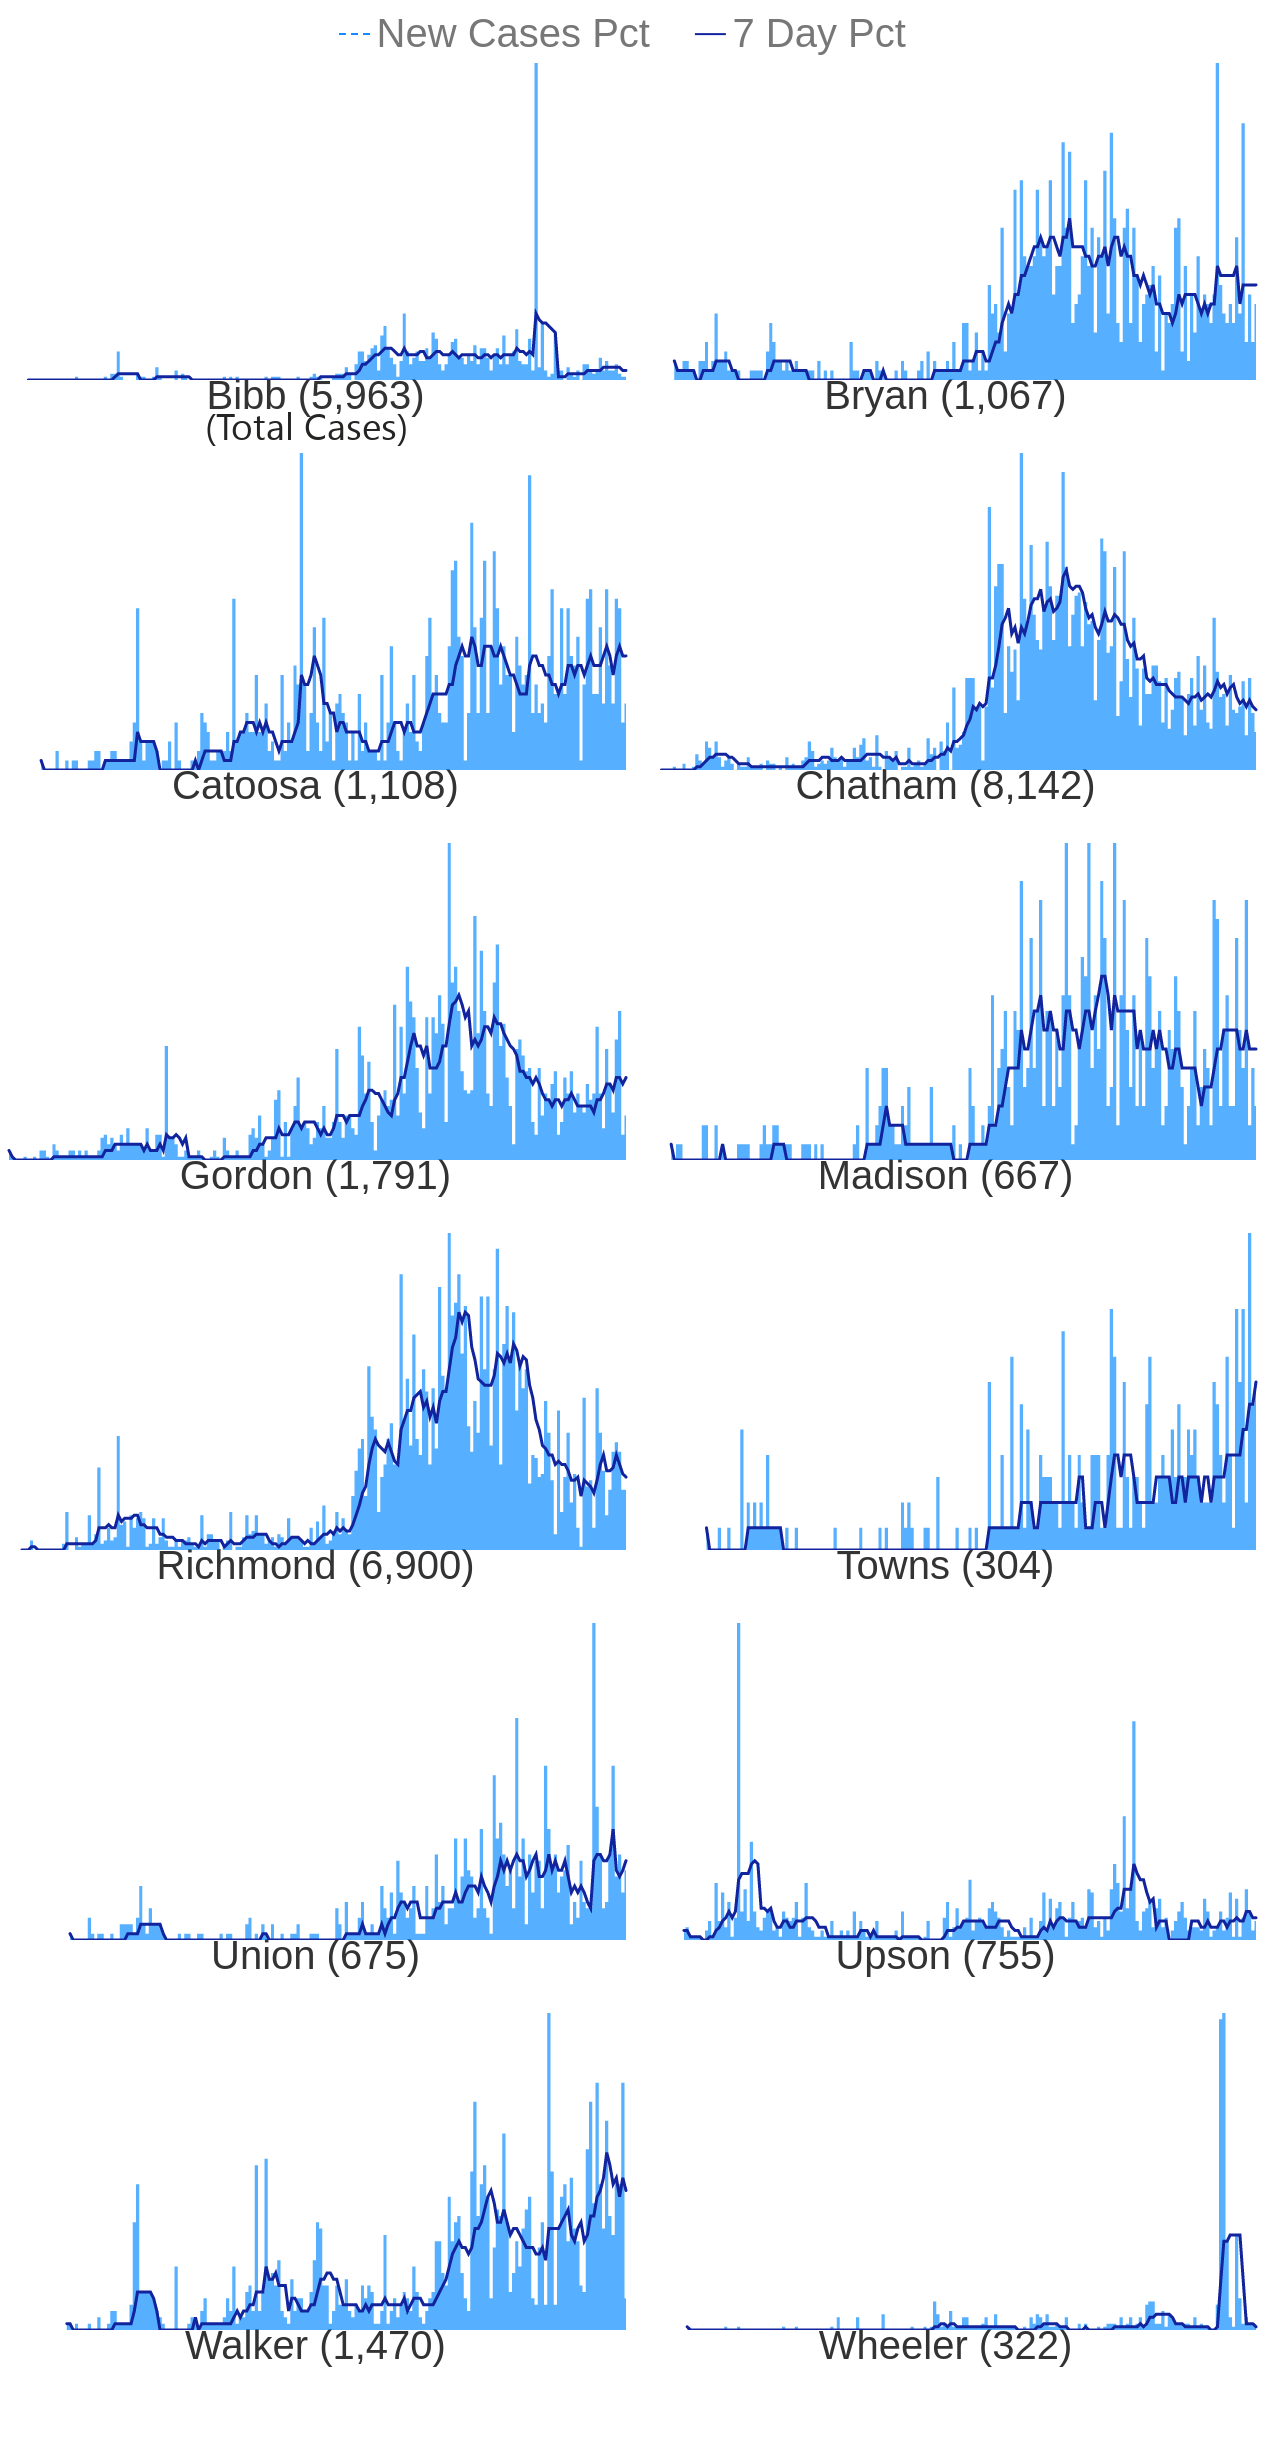 New Cases Pct 7 Day Pct
Bibb (5,963) Bryan (1,067)
(Total Cases)
Catoosa (1,108) Chatham (8,142)
Gordon (1,791) Madison (667)
Richmond (6,900) Towns (304)
Union (675) Upson (755)
Walker (1,470) Wheeler (322)